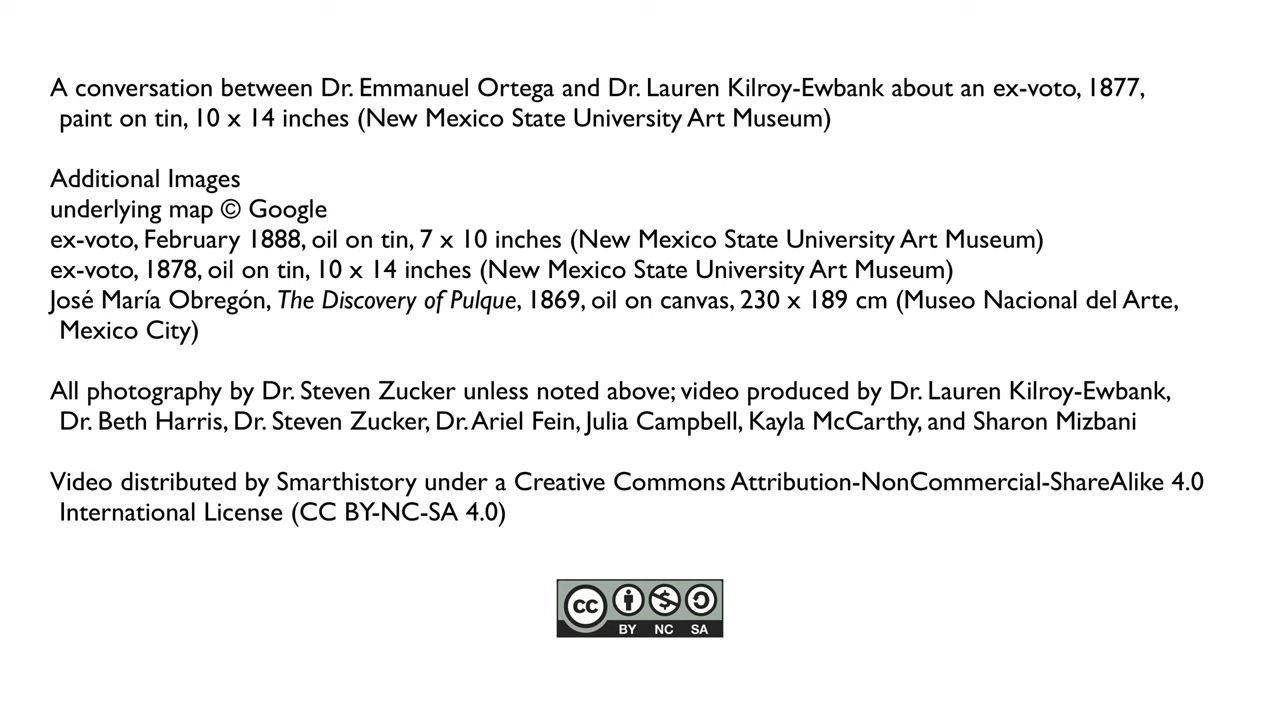 A conversation between Dr. Emmanuel Ortega and Dr. Lauren Kilroy-Ewbank about an ex-voto, 1877,
paint on tin, 10 x 14 inches (New Mexico State University Art Museum)
Additional Images
underlying map © Google
ex-voto, February 1888, oil on tin, 7 x 10 inches (New Mexico State University Art Museum)
ex-voto, 1878, oil on tin, 10 x 14 inches (New Mexico State University Art Museum)
José María Obregón, The Discovery of Pulque, 1869, oil on canvas, 230 x 189 cm (Museo Nacional del Arte,
Mexico City)
All photography by Dr. Steven Zucker unless noted above; video produced by Dr. Lauren Kilroy-Ewbank,
Dr. Beth Harris, Dr. Steven Zucker, Dr. Ariel Fein, Julia Campbell, Kayla McCarthy, and Sharon Mizbani
Video distributed by Smarthistory under a Creative Commons Attribution-NonCommercial-ShareAlike 4.0
International License (CC BY-NC-SA 4.0)
cc
BY NC SA